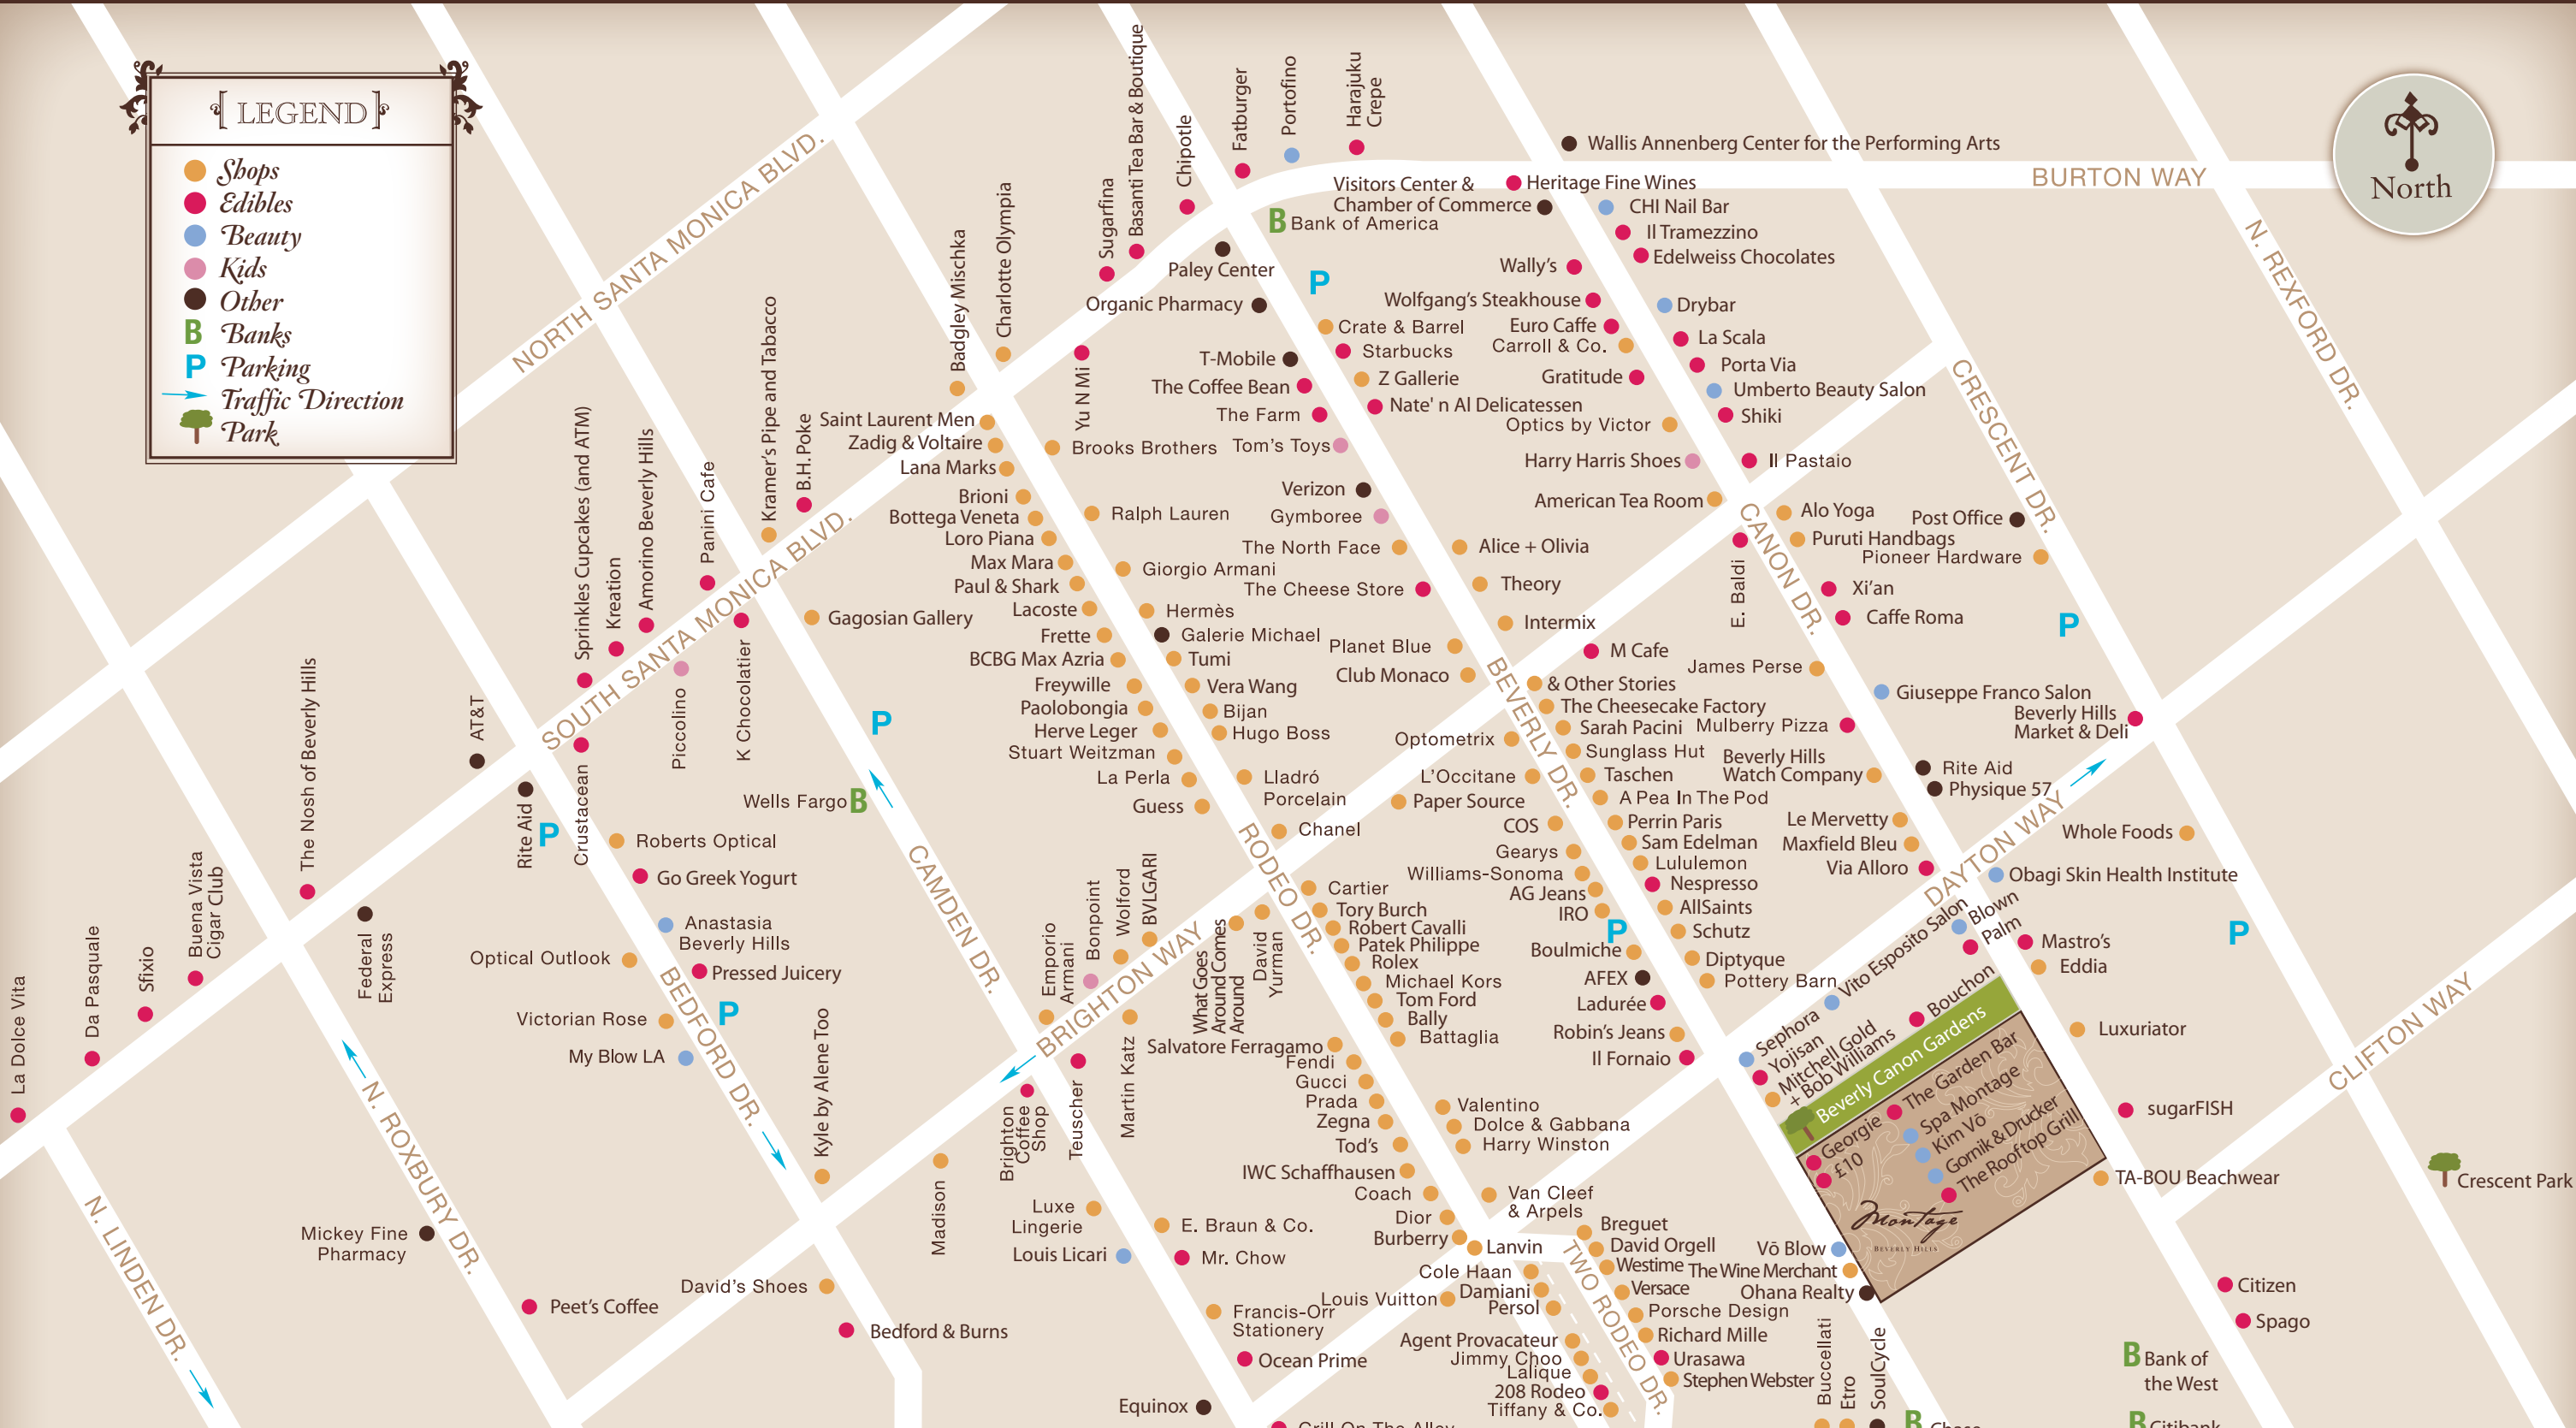 LEGEND
Shops
Edibles
Beauty
Kids
Other
B Banks
P Parking
Traffic Direction
Park
North
NORTH SANTA MONICA BLVD.
SOUTH SANTA MONICA BLVD.
BURTON WAY
N. REXFORD DR.
CRESCENT DR.
CANON DR.
BEVERLY DR.
RODEO DR.
TWO RODEO DR.
CAMDEN DR.
BEDFORD DR.
N. ROXBURY DR.
N. LINDEN DR.
BRIGHTON WAY
DAYTON WAY
CLIFTON WAY
La Dolce Vita
Da Pasquale
Sfixio
Buena Vista
Cigar Club
The Nosh of Beverly Hills
Federal
Express
AT&T
Rite Aid
P
Crustacean
Sprinkles Cupcakes (and ATM)
Kreation
Amorino Beverly Hills
Panini Cafe
Piccolino
K Chocolatier
Kramer's Pipe and Tobacco
B.H.Poke
Badgley Mischka
Charlotte Olympia
Sugarfina
Basanti Tea Bar & Boutique
Chipotle
Fatburger
Portofino
Harajuku
Crepe
Wallis Annenberg Center for the Performing Arts
Visitors Center &
Chamber of Commerce
Heritage Fine Wines
B Bank of America
CHI Nail Bar
Il Tramezzino
Edelweiss Chocolates
Paley Center
Organic Pharmacy
P
Wally's
Wolfgang's Steakhouse
Euro Caffe
Carroll & Co.
Gratitude
Optics by Victor
Harry Harris Shoes
American Tea Room
Drybar
La Scala
Porta Via
Umberto Beauty Salon
Shiki
Il Pastaio
Crate & Barrel
Starbucks
Z Gallerie
Nate' n Al Delicatessen
T-Mobile
The Coffee Bean
The Farm
Tom's Toys
Verizon
Gymboree
The North Face
The Cheese Store
Yu N Mi
Saint Laurent Men
Zadig & Voltaire
Lana Marks
Brioni
Bottega Veneta
Loro Piana
Max Mara
Paul & Shark
Lacoste
Frette
BCBG Max Azria
Freywille
Paolobongia
Herve Leger
Stuart Weitzman
La Perla
Guess
Brooks Brothers
Ralph Lauren
Giorgio Armani
Hermès
Galerie Michael
Tumi
Vera Wang
Bijan
Hugo Boss
Lladró
Porcelain
Chanel
Gagosian Gallery
P
Wells Fargo B
Alice + Olivia
Theory
Intermix
Planet Blue
Club Monaco
M Cafe
& Other Stories
The Cheesecake Factory
Sarah Pacini
Sunglass Hut
Taschen
A Pea In The Pod
Perrin Paris
Sam Edelman
Lululemon
Nespresso
AllSaints
Schutz
Diptyque
Pottery Barn
Optometrix
L'Occitane
Paper Source
COS
Gearys
Williams-Sonoma
AG Jeans
IRO
P
Boulmiche
AFEX
Ladurée
Robin's Jeans
Il Fornaio
E. Baldi
Alo Yoga
Puruti Handbags
Post Office
Pioneer Hardware
Xi'an
Caffe Roma
P
James Perse
Giuseppe Franco Salon
Mulberry Pizza
Beverly Hills
Market & Deli
Beverly Hills
Watch Company
Rite Aid
Physique 57
Le Mervetty
Maxfield Bleu
Via Alloro
Whole Foods
Obagi Skin Health Institute
P
Blown
Palm
Vito Esposito Salon
Bouchon
Sephora
Yojisan
Mitchell Gold
+ Bob Williams
Beverly Canon Gardens
The Garden Bar
Spa Montage
Kim Vō
Gornik & Drucker
The Rooftop Grill
Georgie
£10
Montage
BEVERLY HILLS
Mastro's
Eddia
Luxuriator
sugarFISH
TA-BOU Beachwear
Crescent Park
Citizen
Spago
B Bank of
the West
B Citibank
Roberts Optical
Go Greek Yogurt
Anastasia
Beverly Hills
Pressed Juicery
P
Optical Outlook
Victorian Rose
My Blow LA
Kyle by Alene Too
Madison
Emporio
Armani
Bonpoint
Wolford
BVLGARI
What Goes
Around Comes
Around
David
Yurman
Brighton
Coffee
Shop
Teuscher
Martin Katz
Cartier
Tory Burch
Robert Cavalli
Patek Philippe
Rolex
Michael Kors
Tom Ford
Bally
Battaglia
Salvatore Ferragamo
Fendi
Gucci
Prada
Zegna
Tod's
IWC Schaffhausen
Coach
Dior
Burberry
Valentino
Dolce & Gabbana
Harry Winston
Van Cleef
& Arpels
Lanvin
Cole Haan
Louis Vuitton
Damiani
Persol
Agent Provacateur
Jimmy Choo
Lalique
208 Rodeo
Tiffany & Co.
Breguet
David Orgell
Westime
Versace
Porsche Design
Richard Mille
Urasawa
Stephen Webster
Vō Blow
The Wine Merchant
Ohana Realty
Buccellati
Etro
SoulCycle
B Chase
Luxe
Lingerie
Louis Licari
E. Braun & Co.
Mr. Chow
Francis-Orr
Stationery
Ocean Prime
Equinox
Grill On The Alley
Mickey Fine
Pharmacy
Peet's Coffee
David's Shoes
Bedford & Burns